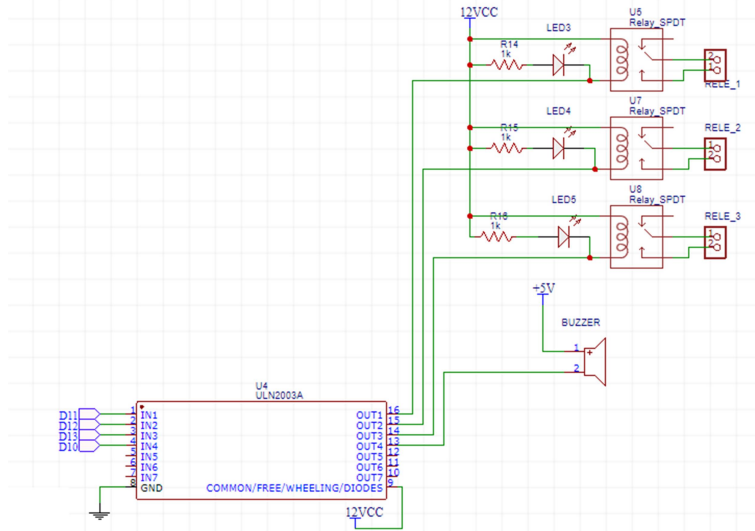 12VCC
U5
Relay_SPDT
LED3
R14
1k
2
1
RELE_1
U7
Relay_SPDT
LED4
R15
1k
RELE_2
1
2
U8
Relay_SPDT
LED5
R16
1k
RELE_3
1
2
+5V
BUZZER
1
+
2
U4
ULN2003A
D11 1 IN1 OUT1 16
D12 2 IN2 OUT2 15
D13 3 IN3 OUT3 14
D10 4 IN4 OUT4 13
5 IN5 OUT5 12
6 IN6 OUT6 11
7 IN7 OUT7 10
8 GND COMMON/FREE/WHEELING/DIODES 9
12VCC